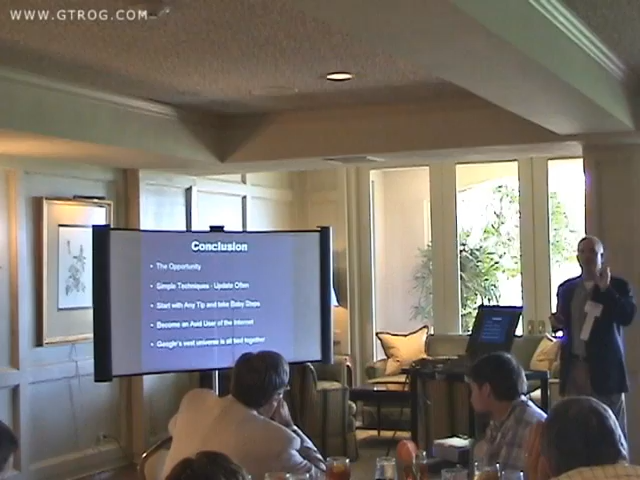 WWW.GTROG.COM
Conclusion
• The Opportunity
• Simple Techniques - Update Often
• Start with Any Tip and take Baby Steps
• Become an Avid User of the Internet
• Google's vast universe is all tied together